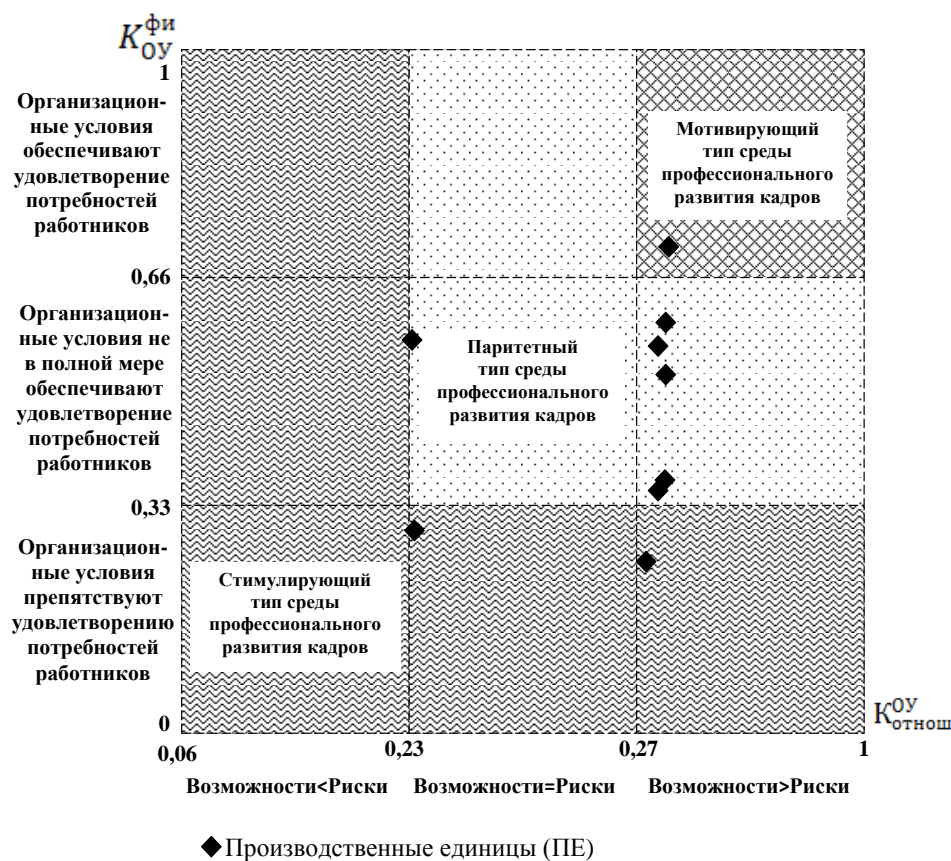 К_ОУ^фи
1
Организацион-
ные условия
обеспечивают
удовлетворение
потребностей
работников
Мотивирующий
тип среды
профессионального
развития кадров
0,66
Организацион-
ные условия не
в полной мере
обеспечивают
удовлетворение
потребностей
работников
Паритетный
тип среды
профессионального
развития кадров
0,33
Организацион-
ные условия
препятствуют
удовлетворению
потребностей
работников
Стимулирующий
тип среды
профессионального
развития кадров
0
К_отнош^ОУ
0,06 0,23 0,27 1
Возможности<Риски Возможности=Риски Возможности>Риски
Производственные единицы (ПЕ)